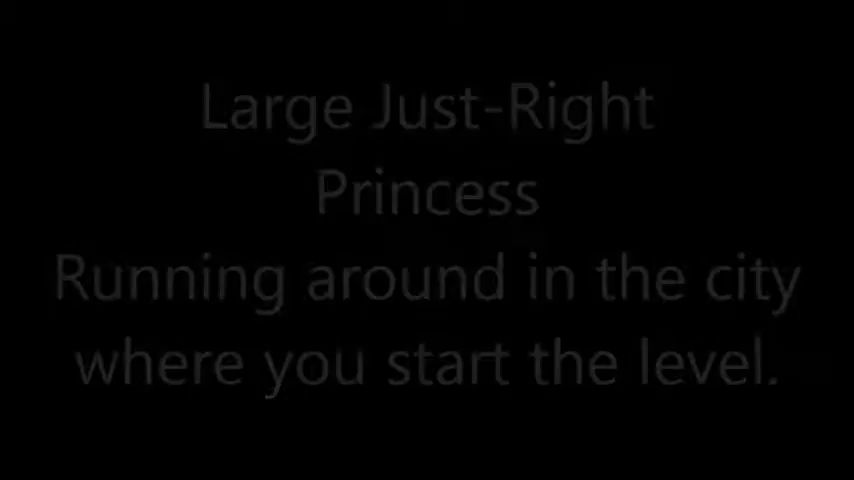 Large Just-Right
Princess
Running around in the city
where you start the level.